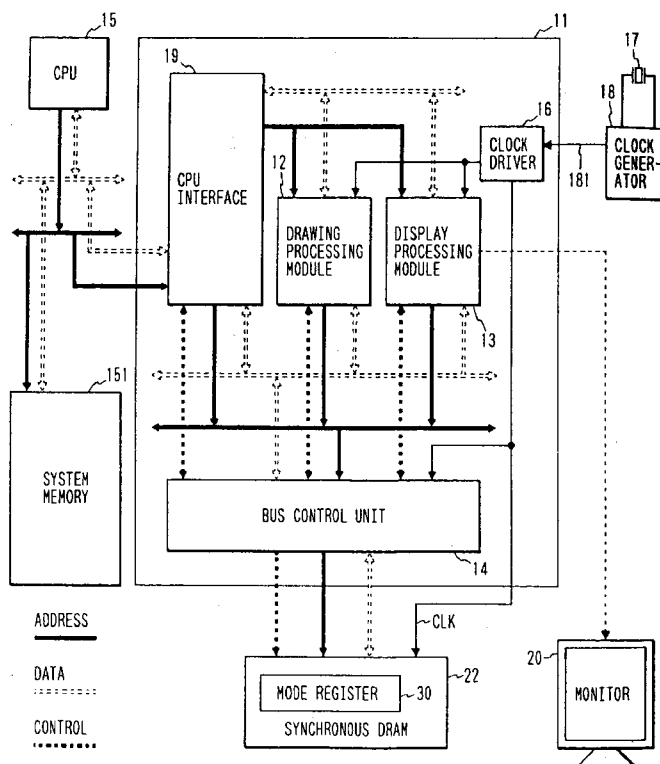 15
CPU
11
19
CPU
INTERFACE
16
CLOCK
DRIVER
17
18
CLOCK
GENER-
ATOR
181
12
DRAWING
PROCESSING
MODULE
DISPLAY
PROCESSING
MODULE
13
151
SYSTEM
MEMORY
BUS CONTROL UNIT
14
ADDRESS
DATA
CONTROL
CLK
22
MODE REGISTER
30
SYNCHRONOUS DRAM
20
MONITOR